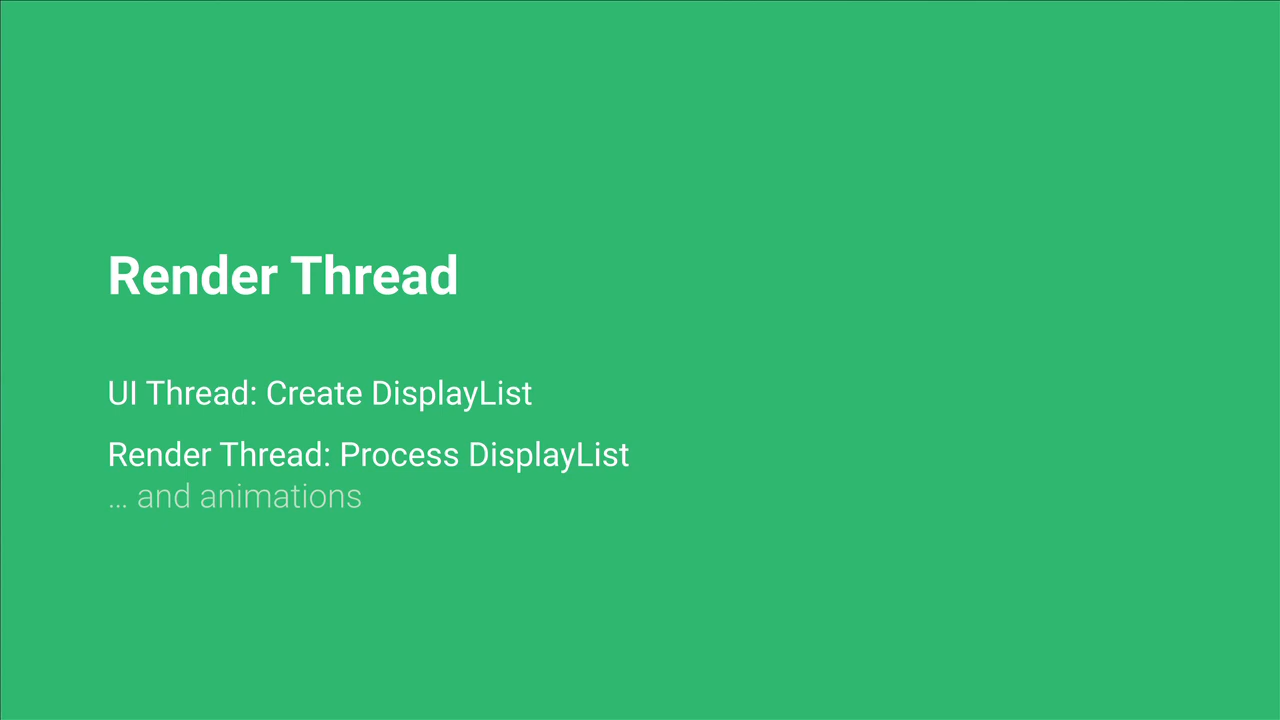 Render Thread
UI Thread: Create DisplayList
Render Thread: Process DisplayList
... and animations